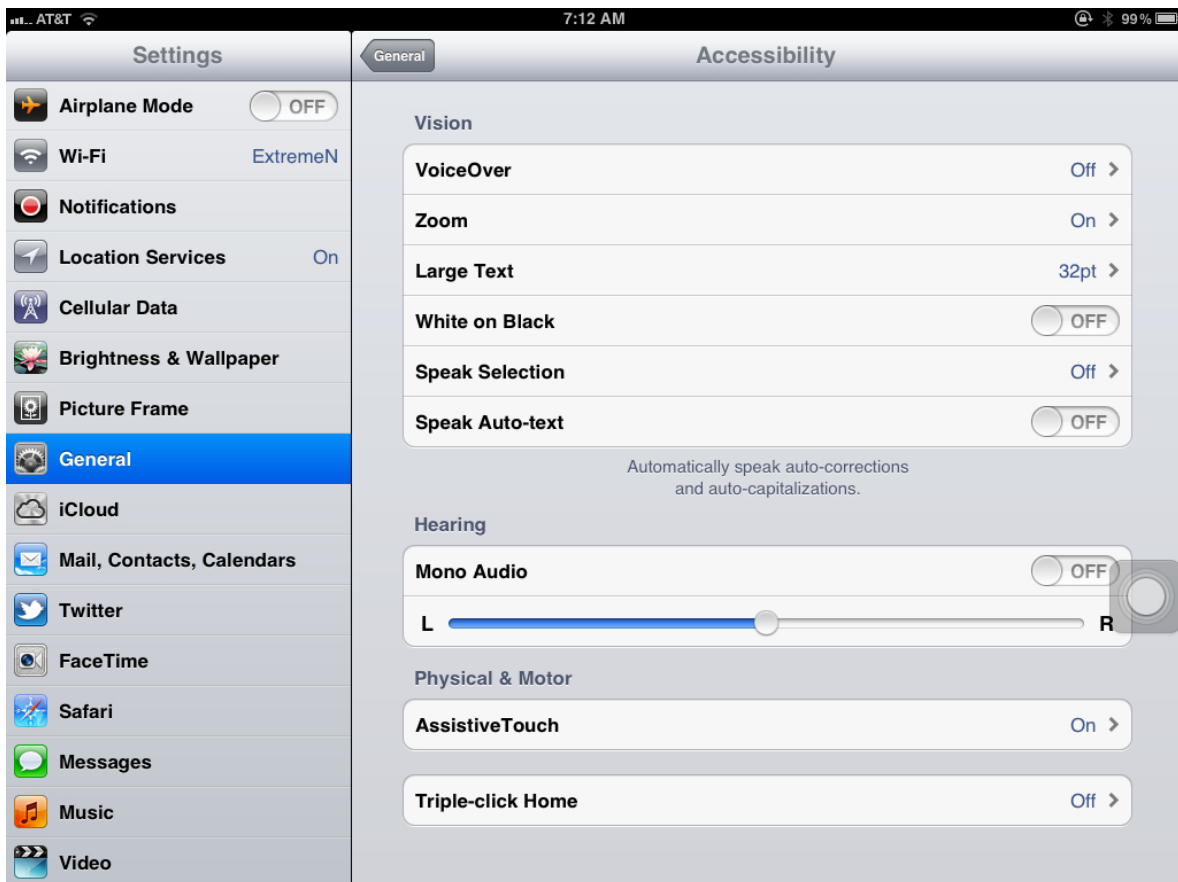 AT&T 7:12 AM 99%
Settings
Airplane Mode OFF
Wi-Fi ExtremeN
Notifications
Location Services On
Cellular Data
Brightness & Wallpaper
Picture Frame
General
iCloud
Mail, Contacts, Calendars
Twitter
FaceTime
Safari
Messages
Music
Video
General Accessibility
Vision
VoiceOver Off
Zoom On
Large Text 32pt
White on Black OFF
Speak Selection Off
Speak Auto-text OFF
Automatically speak auto-corrections
and auto-capitalizations.
Hearing
Mono Audio OFF
L R
Physical & Motor
AssistiveTouch On
Triple-click Home Off